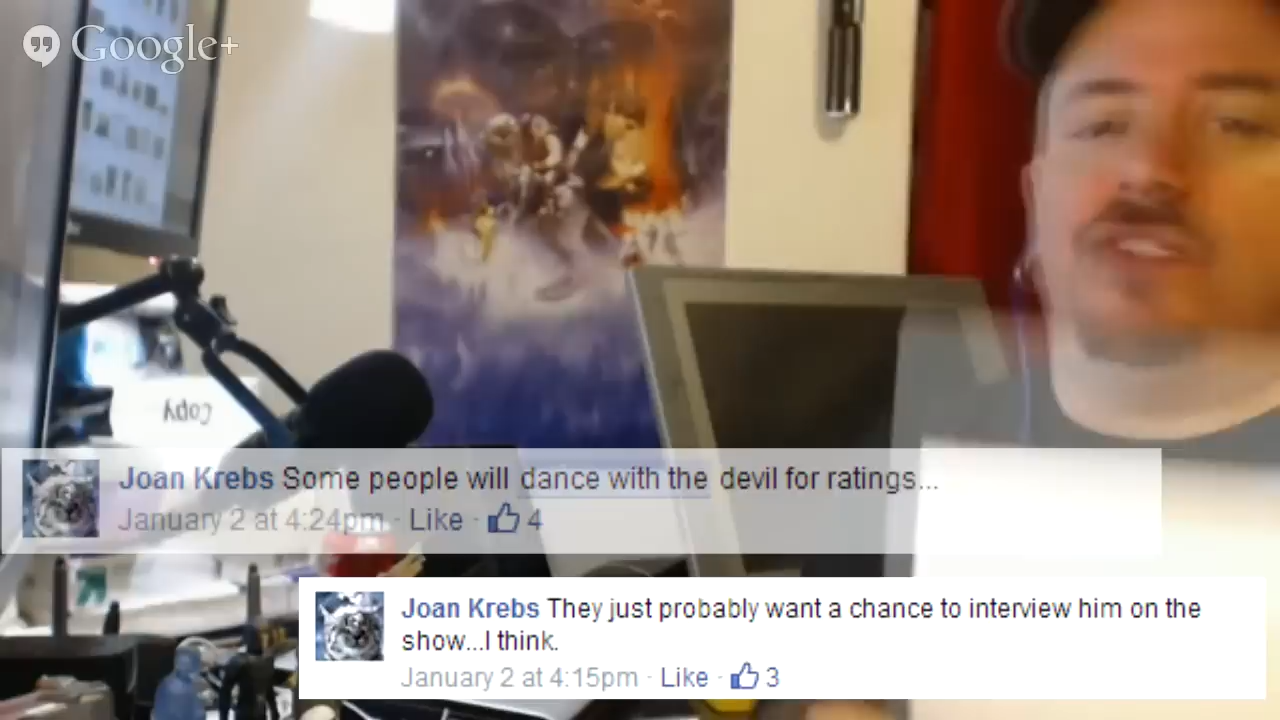 Google+
Copy
Joan Krebs Some people will dance with the devil for ratings...
January 2 at 4:24pm · Like · 4
Joan Krebs They just probably want a chance to interview him on the
show...I think.
January 2 at 4:15pm · Like · 3